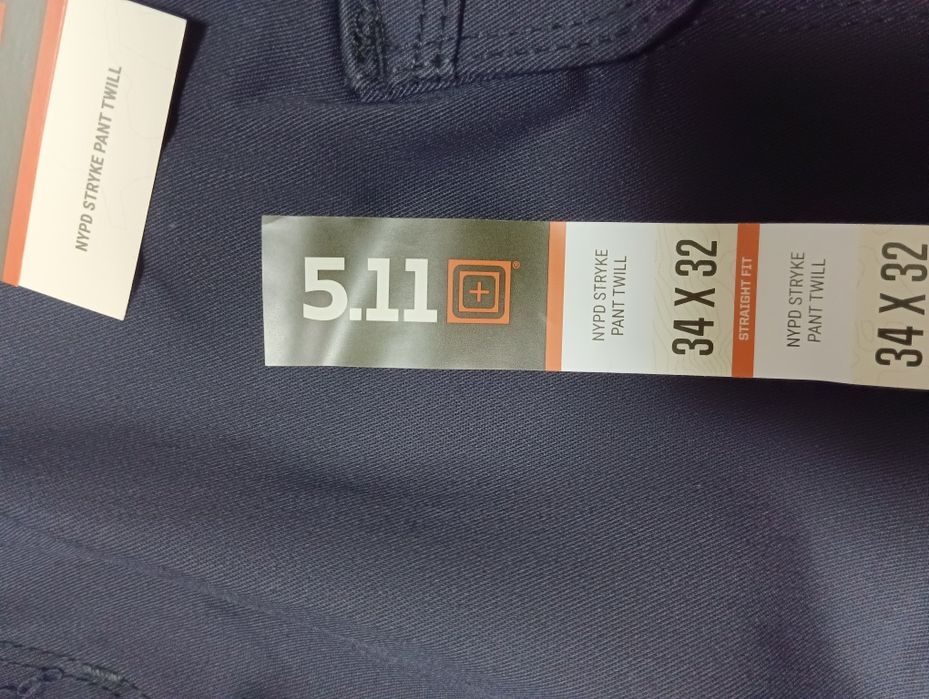 NYPD STRYKE PANT TWILL
5.11
®
NYPD STRYKE
PANT TWILL
34 X 32
STRAIGHT FIT
NYPD STRYKE
PANT TWILL
34 X 32